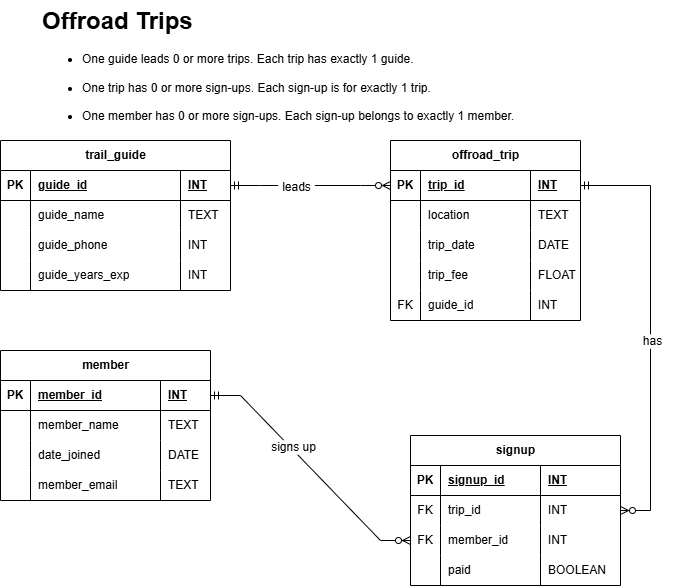 Offroad Trips
• One guide leads 0 or more trips. Each trip has exactly 1 guide.
• One trip has 0 or more sign-ups. Each sign-up is for exactly 1 trip.
• One member has 0 or more sign-ups. Each sign-up belongs to exactly 1 member.
trail_guide
PK guide_id INT
guide_name TEXT
guide_phone INT
guide_years_exp INT
leads
offroad_trip
PK trip_id INT
location TEXT
trip_date DATE
trip_fee FLOAT
FK guide_id INT
has
member
PK member_id INT
member_name TEXT
date_joined DATE
member_email TEXT
signs up
signup
PK signup_id INT
FK trip_id INT
FK member_id INT
paid BOOLEAN